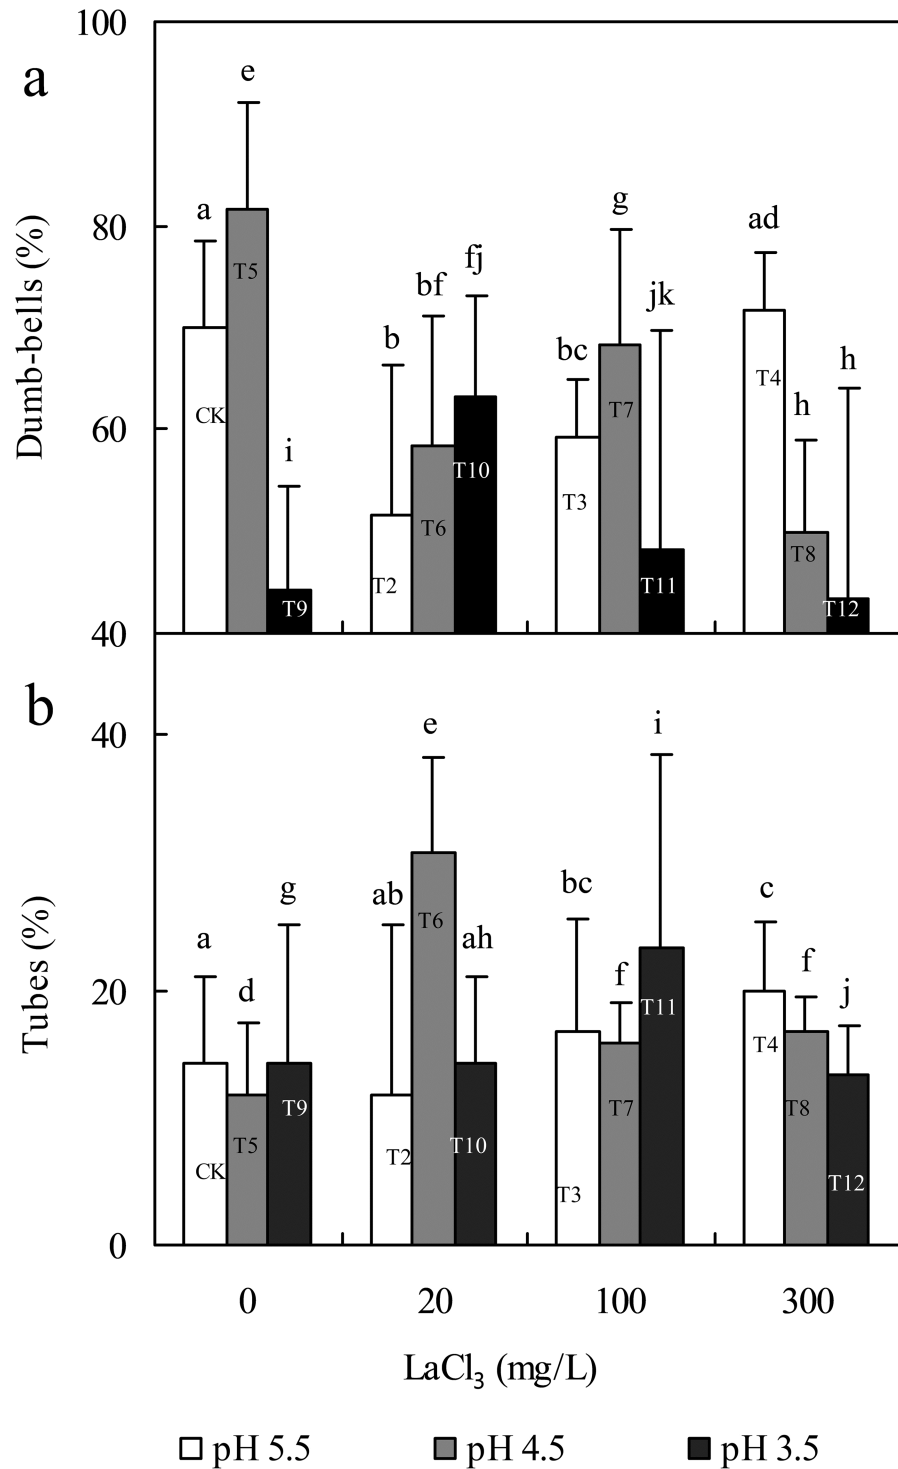 100
a
e
a
g
ad
80
T5
fj
bf
jk
b
bc
h
T4
h
Dumb-bells (%)
CK
T7
60
i
T10
T3
T6
T8
T2
T11
T9
T12
40
b
e
i
40
g
ab
bc
c
T6
a
ah
f
f
d
j
20
T11
T4
Tubes (%)
T9
T7
T8
T5
T10
T2
CK
T12
T3
0
0 20 100 300
LaCl3 (mg/L)
pH 5.5 pH 4.5 pH 3.5